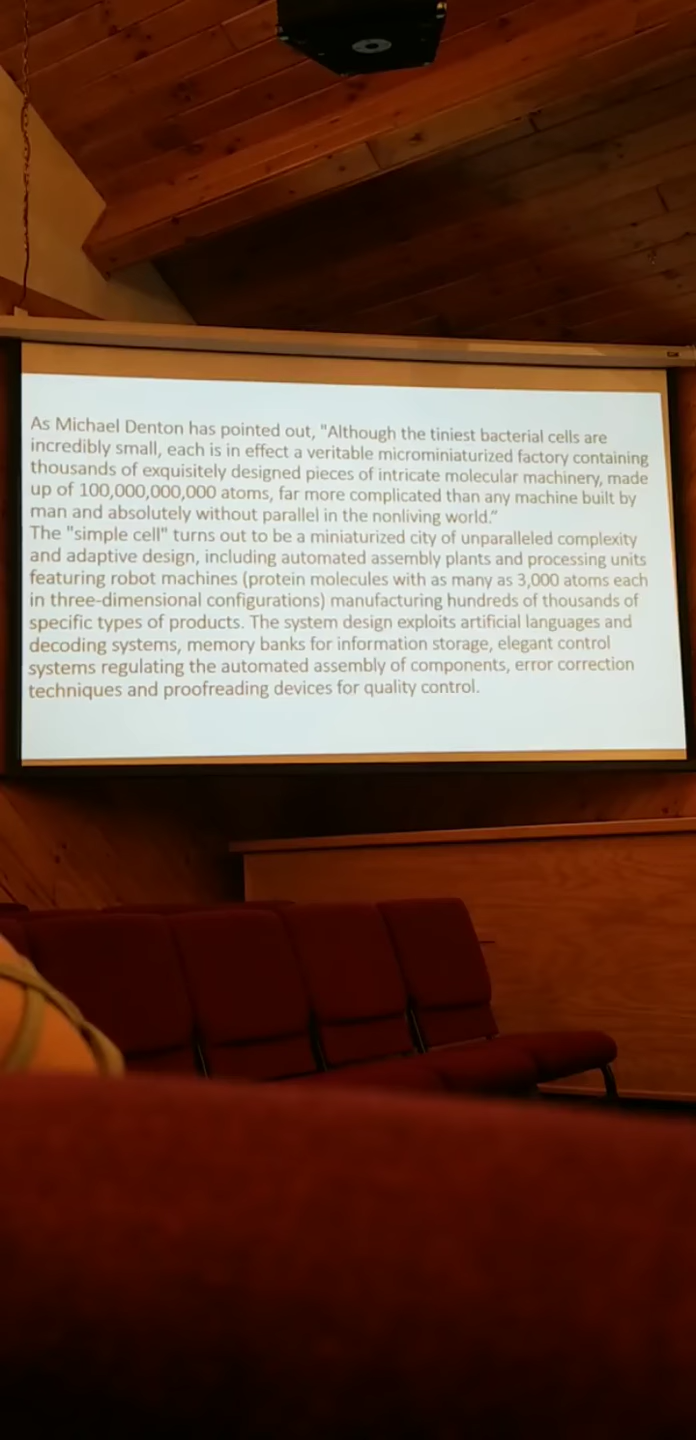 As Michael Denton has pointed out, "Although the tiniest bacterial cells are
incredibly small, each is in effect a veritable microminiaturized factory containing
thousands of exquisitely designed pieces of intricate molecular machinery, made
up of 100,000,000,000 atoms, far more complicated than any machine built by
man and absolutely without parallel in the nonliving world."
The "simple cell" turns out to be a miniaturized city of unparalleled complexity
and adaptive design, including automated assembly plants and processing units
featuring robot machines (protein molecules with as many as 3,000 atoms each
in three-dimensional configurations) manufacturing hundreds of thousands of
specific types of products. The system design exploits artificial languages and
decoding systems, memory banks for information storage, elegant control
systems regulating the automated assembly of components, error correction
techniques and proofreading devices for quality control.